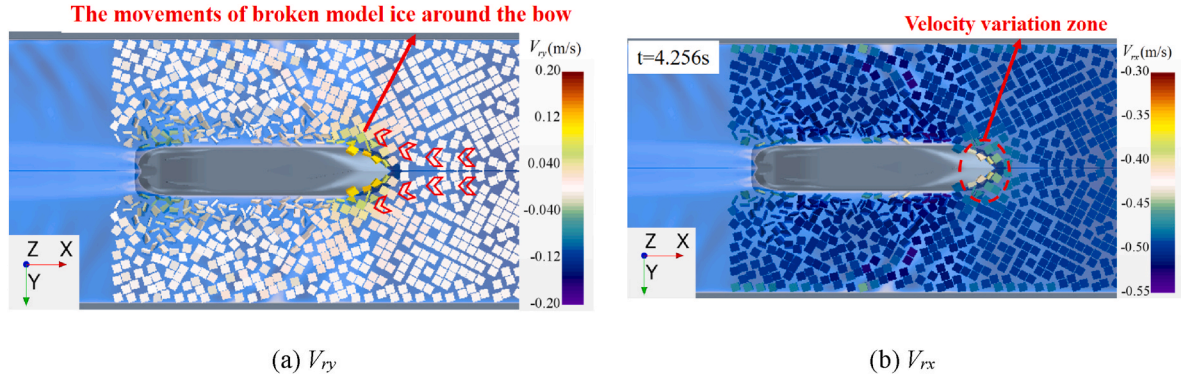 The movements of broken model ice around the bow
V_ry(m/s)
0.20
0.12
0.040
-0.040
-0.12
-0.20
Z X
Y
(a) V_ry
Velocity variation zone
t=4.256s
V_rx(m/s)
-0.30
-0.35
-0.40
-0.45
-0.50
-0.55
Z X
Y
(b) V_rx